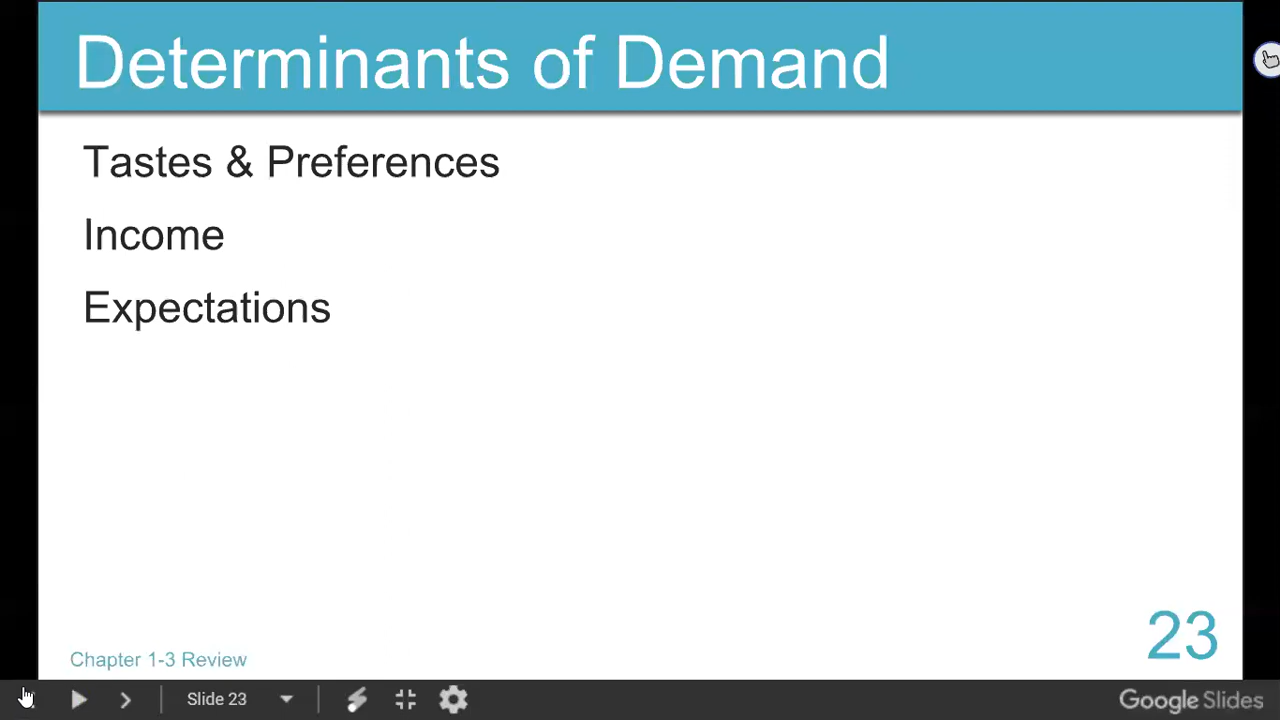 Determinants of Demand
Tastes & Preferences
Income
Expectations
23
Chapter 1-3 Review
Slide 23
Google Slides